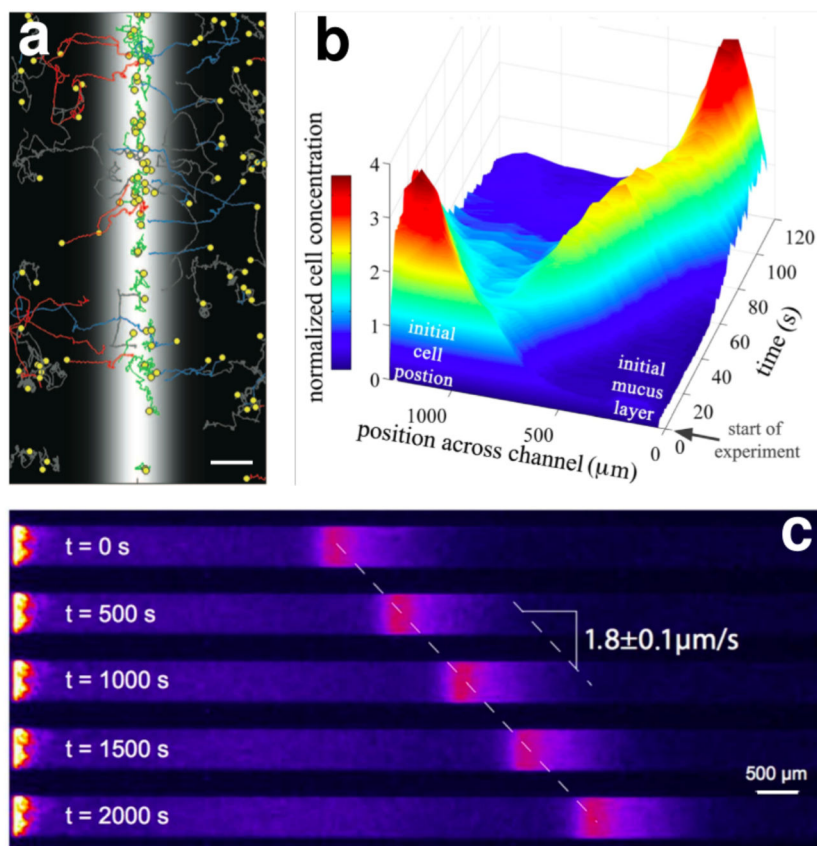 a
b
normalized cell concentration
4
3
2
1
0
initial
cell
postion
initial
mucus
layer
1000
500
0
position across channel (μm)
0
20
40
60
80
100
120
time (s)
start of
experiment
c
t = 0 s
t = 500 s
1.8±0.1μm/s
t = 1000 s
t = 1500 s
500 μm
t = 2000 s